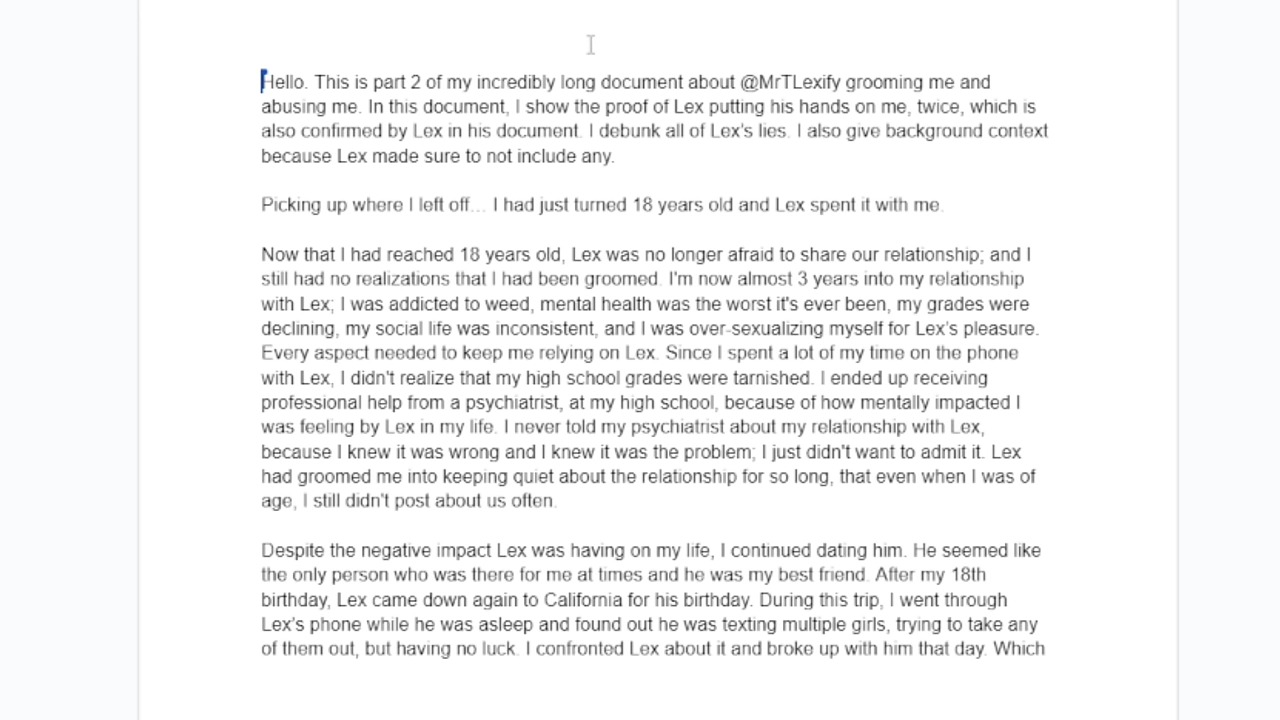 Hello. This is part 2 of my incredibly long document about @MrTLexify grooming me and
abusing me. In this document, I show the proof of Lex putting his hands on me, twice, which is
also confirmed by Lex in his document. I debunk all of Lex's lies. I also give background context
because Lex made sure to not include any.
Picking up where I left off... I had just turned 18 years old and Lex spent it with me.
Now that I had reached 18 years old, Lex was no longer afraid to share our relationship; and I
still had no realizations that I had been groomed. I'm now almost 3 years into my relationship
with Lex; I was addicted to weed, mental health was the worst it's ever been, my grades were
declining, my social life was inconsistent, and I was over-sexualizing myself for Lex's pleasure.
Every aspect needed to keep me relying on Lex. Since I spent a lot of my time on the phone
with Lex, I didn't realize that my high school grades were tarnished. I ended up receiving
professional help from a psychiatrist, at my high school, because of how mentally impacted I
was feeling by Lex in my life. I never told my psychiatrist about my relationship with Lex,
because I knew it was wrong and I knew it was the problem; I just didn't want to admit it. Lex
had groomed me into keeping quiet about the relationship for so long, that even when I was of
age, I still didn't post about us often.
Despite the negative impact Lex was having on my life, I continued dating him. He seemed like
the only person who was there for me at times and he was my best friend. After my 18th
birthday, Lex came down again to California for his birthday. During this trip, I went through
Lex's phone while he was asleep and found out he was texting multiple girls, trying to take any
of them out, but having no luck. I confronted Lex about it and broke up with him that day. Which